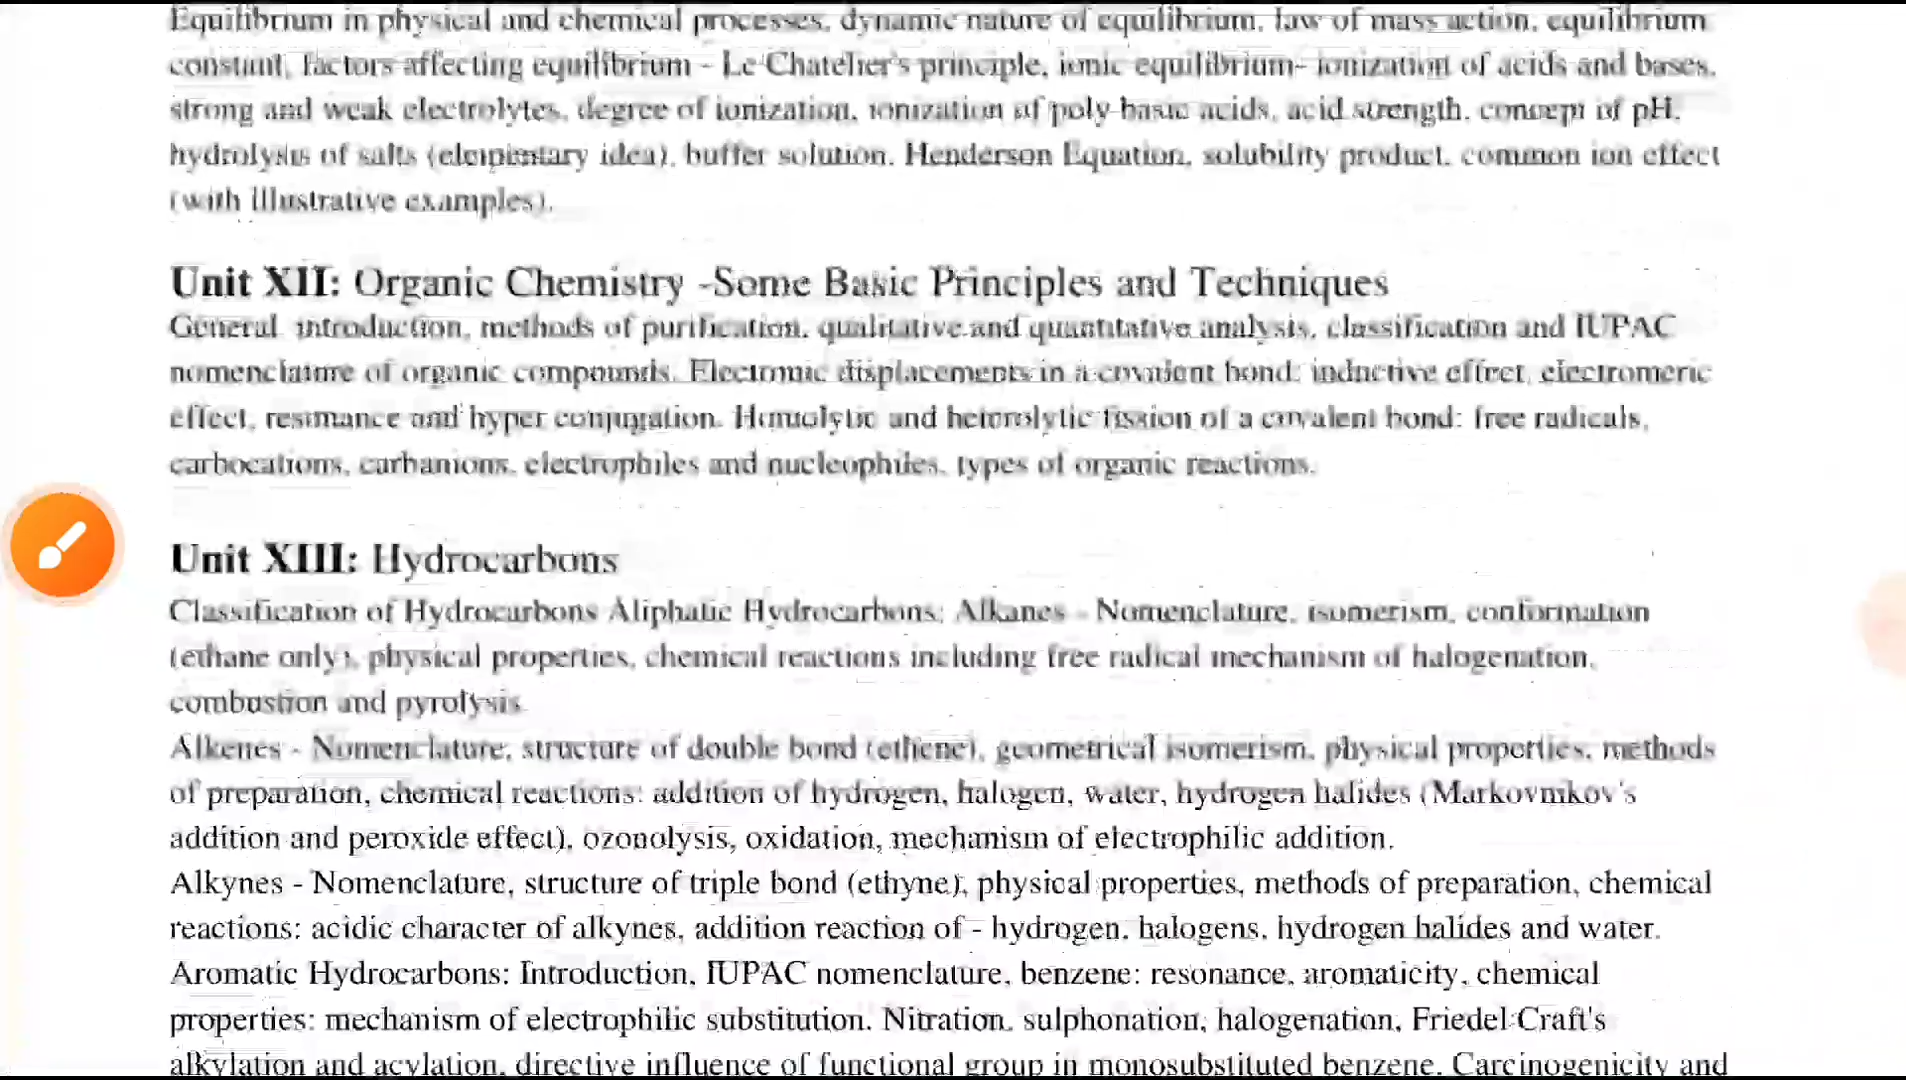 Equilibrium in physical and chemical processes, dynamic nature of equilibrium, law of mass action, equilibrium
constant, factors affecting equilibrium - Le Chatelier's principle, ionic equilibrium- ionization of acids and bases,
strong and weak electrolytes, degree of ionization, ionization of poly basic acids, acid strength, concept of pH,
hydrolysis of salts (elementary idea), buffer solution, Henderson Equation, solubility product, common ion effect
(with illustrative examples).
Unit XII: Organic Chemistry -Some Basic Principles and Techniques
General introduction, methods of purification, qualitative and quantitative analysis, classification and IUPAC
nomenclature of organic compounds. Electronic displacements in a covalent bond: inductive effect, electromeric
effect, resonance and hyper conjugation. Homolytic and heterolytic fission of a covalent bond: free radicals,
carbocations, carbanions, electrophiles and nucleophiles, types of organic reactions.
Unit XIII: Hydrocarbons
Classification of Hydrocarbons Aliphatic Hydrocarbons: Alkanes - Nomenclature, isomerism, conformation
(ethane only), physical properties, chemical reactions including free radical mechanism of halogenation,
combustion and pyrolysis.
Alkenes - Nomenclature, structure of double bond (ethene), geometrical isomerism, physical properties, methods
of preparation, chemical reactions: addition of hydrogen, halogen, water, hydrogen halides (Markovnikov's
addition and peroxide effect), ozonolysis, oxidation, mechanism of electrophilic addition.
Alkynes - Nomenclature, structure of triple bond (ethyne), physical properties, methods of preparation, chemical
reactions: acidic character of alkynes, addition reaction of - hydrogen, halogens, hydrogen halides and water.
Aromatic Hydrocarbons: Introduction, IUPAC nomenclature, benzene: resonance, aromaticity, chemical
properties: mechanism of electrophilic substitution. Nitration, sulphonation, halogenation, Friedel Craft's
alkylation and acylation, directive influence of functional group in monosubstituted benzene. Carcinogenicity and